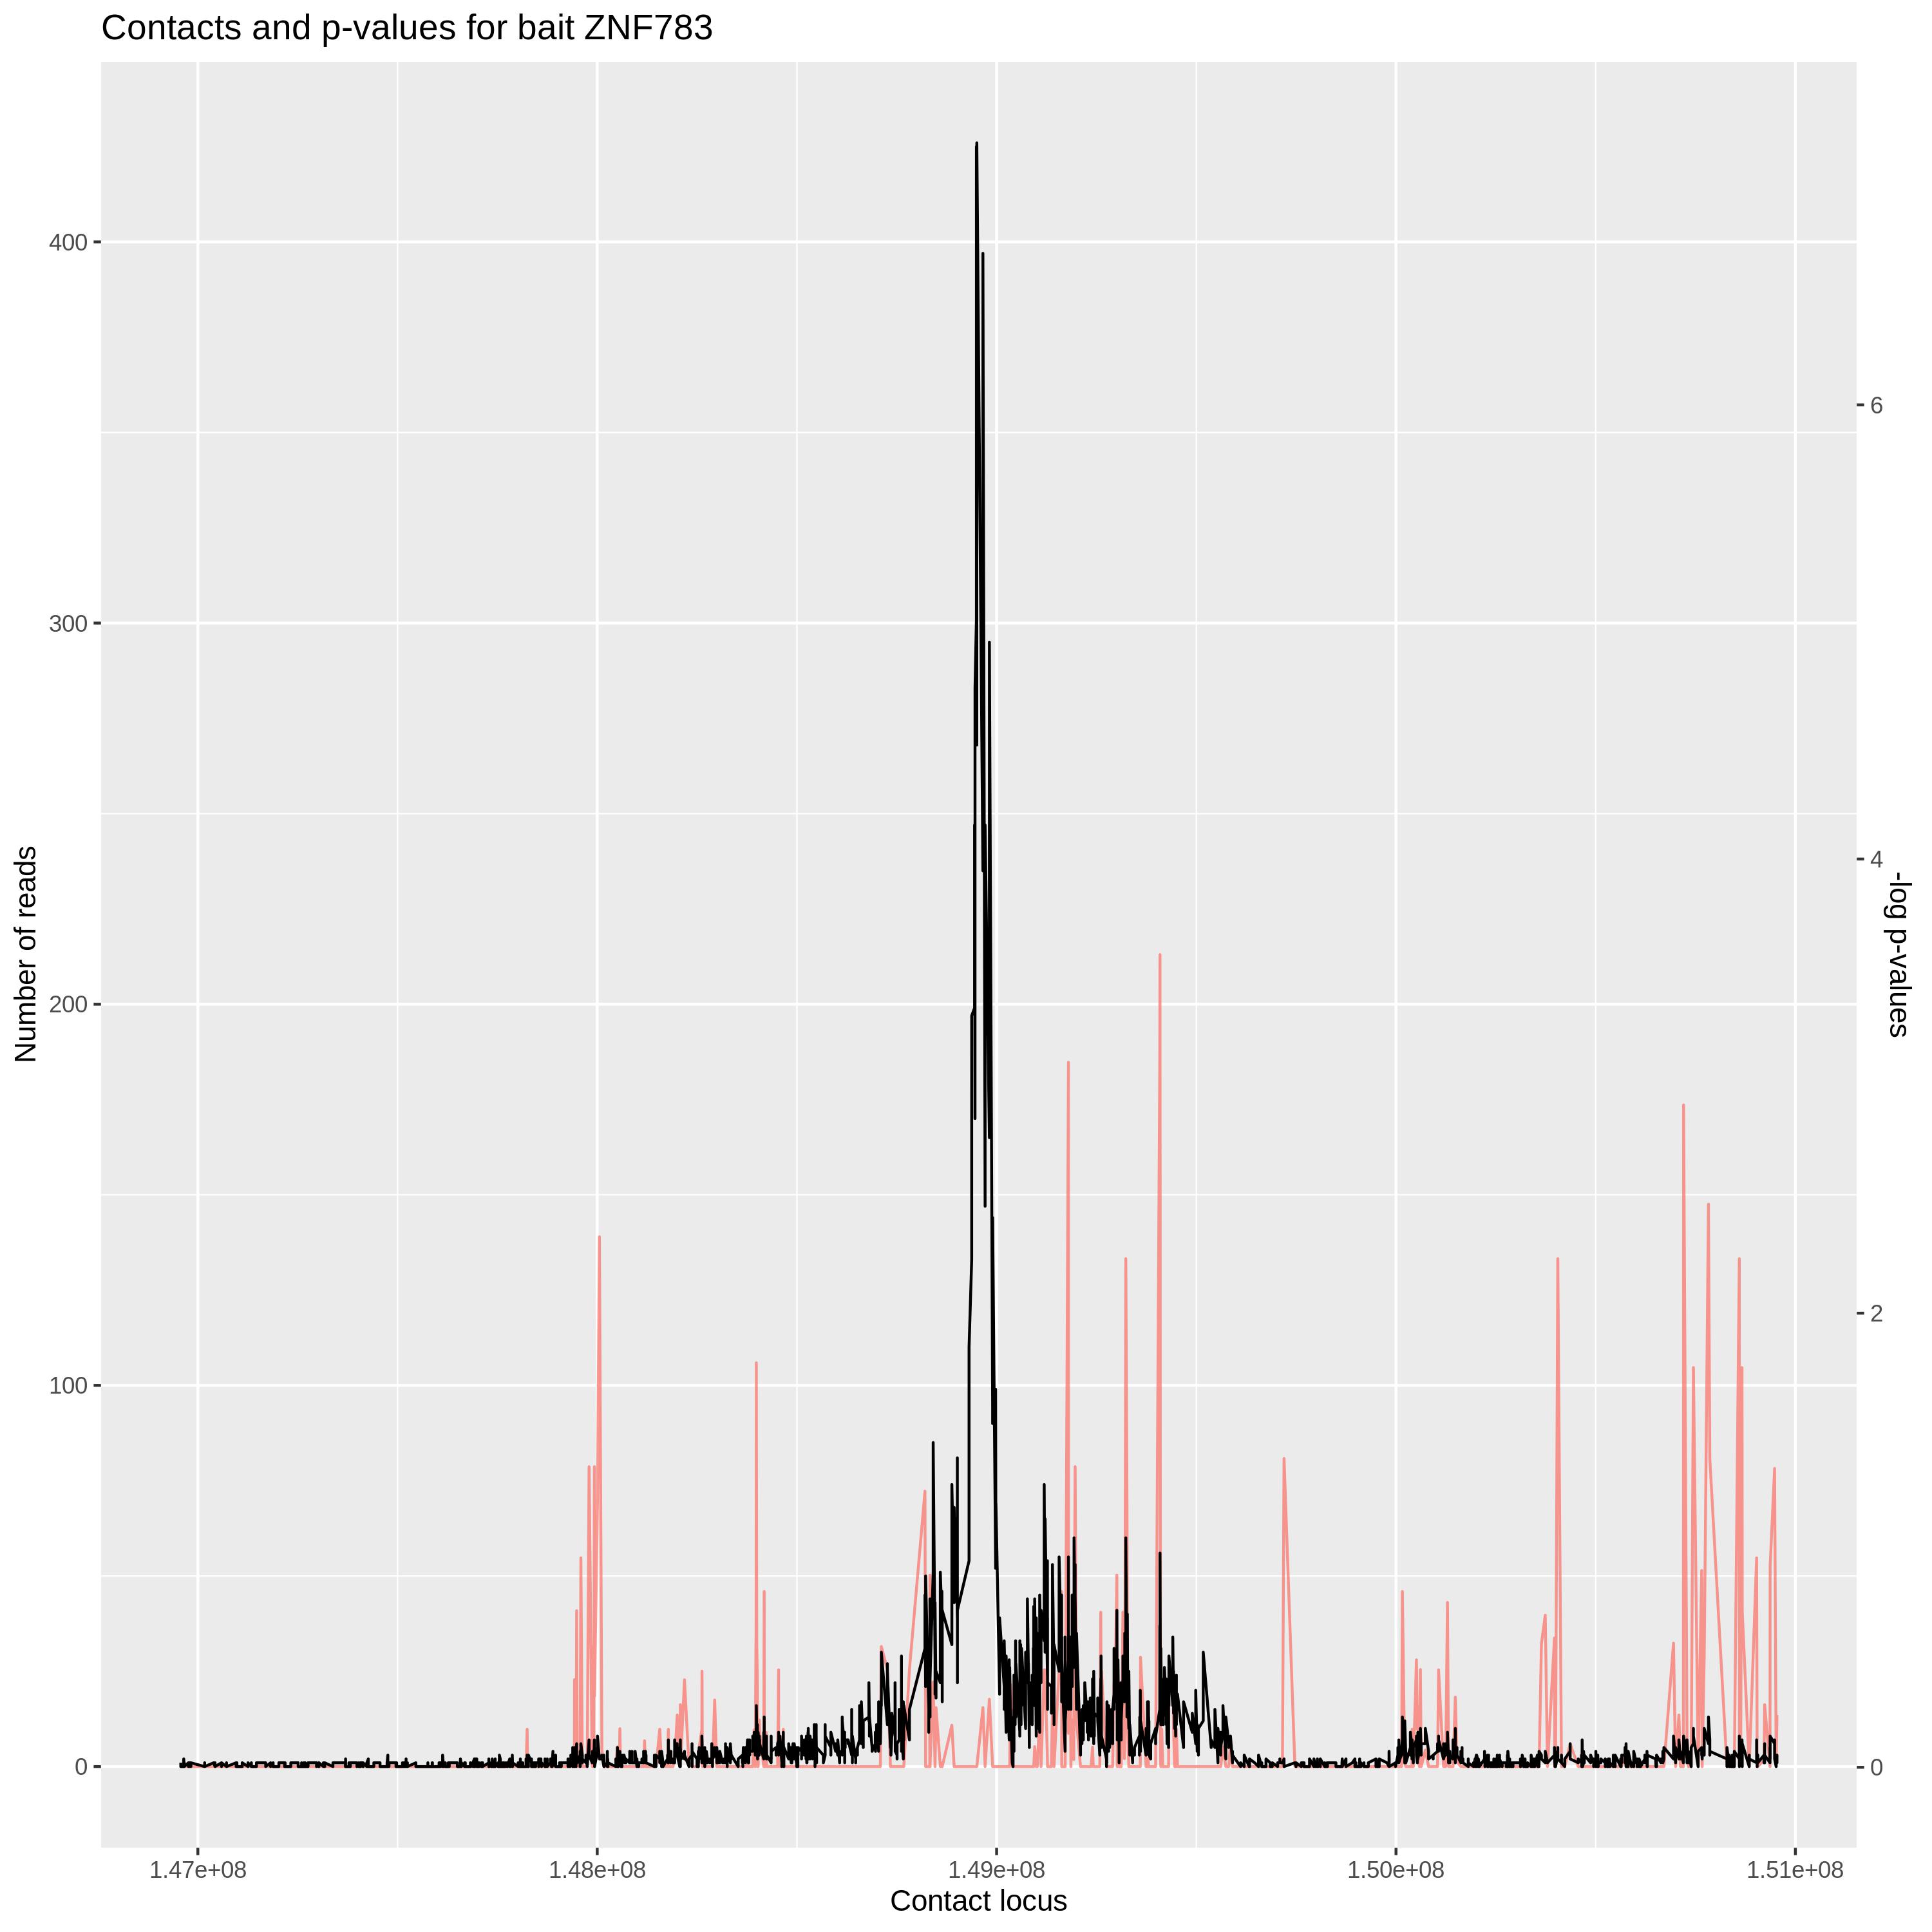 Contacts and p-values for bait ZNF783
400
300
200
100
0
Number of reads
6
4
2
0
-log p-values
1.47e+08
1.48e+08
1.49e+08
1.50e+08
1.51e+08
Contact locus